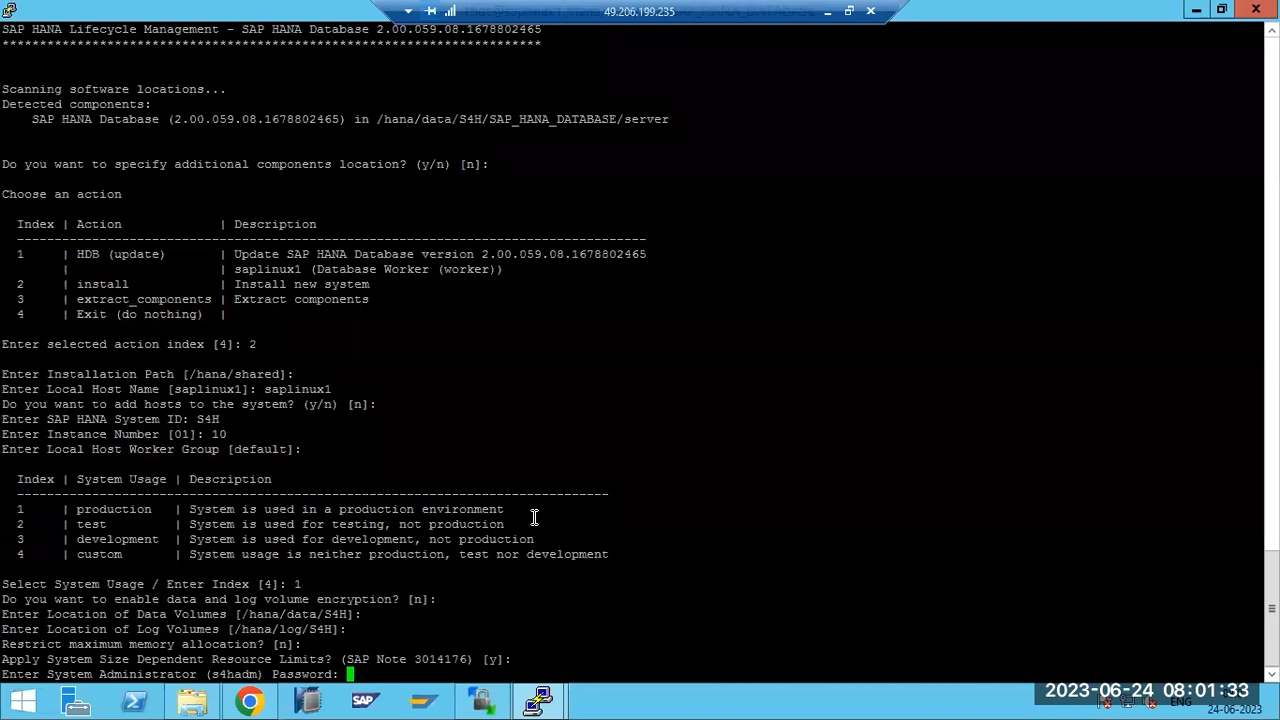 49.206.199.235
SAP HANA Lifecycle Management - SAP HANA Database 2.00.059.08.1678802465
************************************************************************
Scanning software locations...
Detected components:
SAP HANA Database (2.00.059.08.1678802465) in /hana/data/S4H/SAP_HANA_DATABASE/server
Do you want to specify additional components location? (y/n) [n]:
Choose an action
Index | Action | Description
------------------------------------------------------------------------------------
1 | HDB (update) | Update SAP HANA Database version 2.00.059.08.1678802465
| | saplinux1 (Database Worker (worker))
2 | install | Install new system
3 | extract_components | Extract components
4 | Exit (do nothing) |
Enter selected action index [4]: 2
Enter Installation Path [/hana/shared]:
Enter Local Host Name [saplinux1]: saplinux1
Do you want to add hosts to the system? (y/n) [n]:
Enter SAP HANA System ID: S4H
Enter Instance Number [01]: 10
Enter Local Host Worker Group [default]:
Index | System Usage | Description
-------------------------------------------------------------------------------
1 | production | System is used in a production environment
2 | test | System is used for testing, not production
3 | development | System is used for development, not production
4 | custom | System usage is neither production, test nor development
Select System Usage / Enter Index [4]: 1
Do you want to enable data and log volume encryption? [n]:
Enter Location of Data Volumes [/hana/data/S4H]:
Enter Location of Log Volumes [/hana/log/S4H]:
Restrict maximum memory allocation? [n]:
Apply System Size Dependent Resource Limits? (SAP Note 3014176) [y]:
Enter System Administrator (s4hadm) Password:
SAP
2023-06-24 08:01:33
ENG
24-06-2023